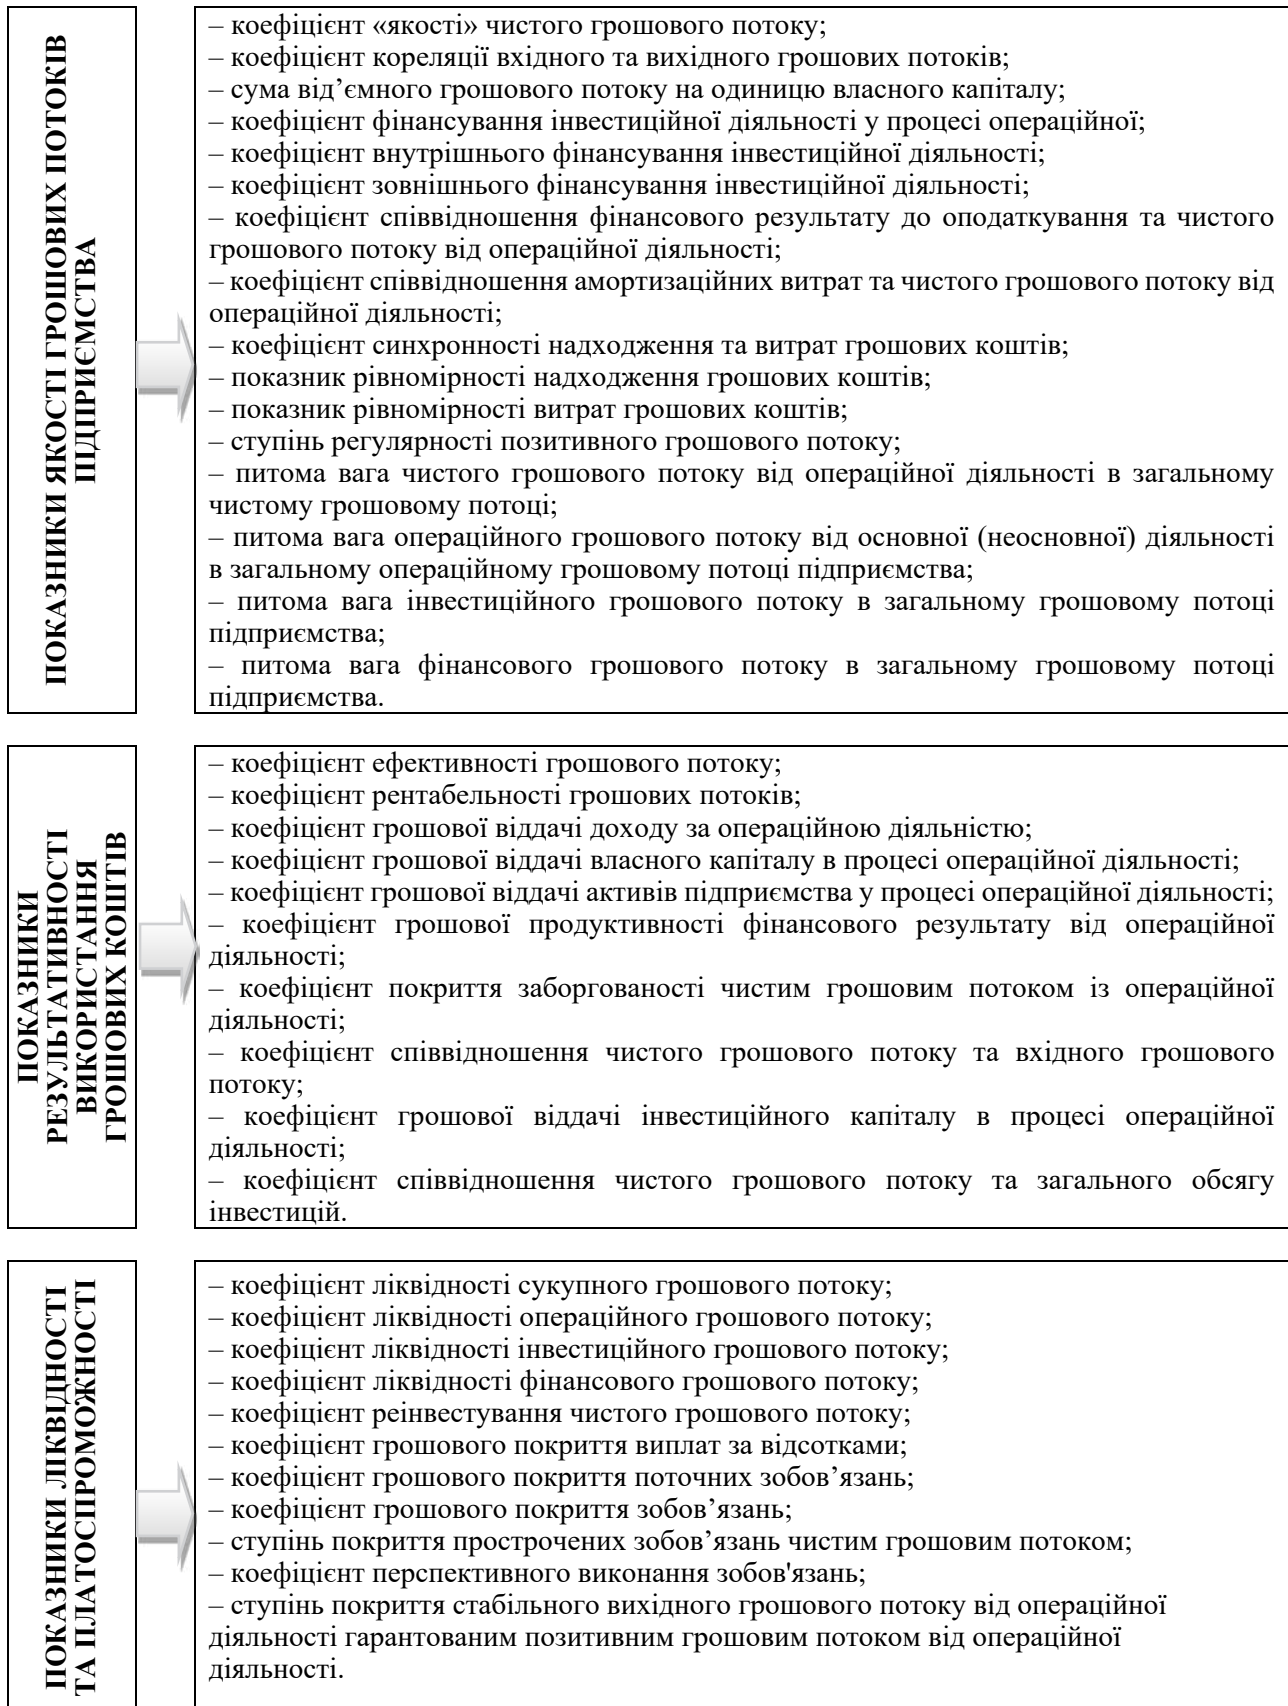 ПОКАЗНИКИ ЯКОСТІ ГРОШОВИХ ПОТОКІВ
ПІДПРИЄМСТВА
– коефіцієнт «якості» чистого грошового потоку;
– коефіцієнт кореляції вхідного та вихідного грошових потоків;
– сума від’ємного грошового потоку на одиницю власного капіталу;
– коефіцієнт фінансування інвестиційної діяльності у процесі операційної;
– коефіцієнт внутрішнього фінансування інвестиційної діяльності;
– коефіцієнт зовнішнього фінансування інвестиційної діяльності;
– коефіцієнт співвідношення фінансового результату до оподаткування та чистого
грошового потоку від операційної діяльності;
– коефіцієнт співвідношення амортизаційних витрат та чистого грошового потоку від
операційної діяльності;
– коефіцієнт синхронності надходження та витрат грошових коштів;
– показник рівномірності надходження грошових коштів;
– показник рівномірності витрат грошових коштів;
– ступінь регулярності позитивного грошового потоку;
– питома вага чистого грошового потоку від операційної діяльності в загальному
чистому грошовому потоці;
– питома вага операційного грошового потоку від основної (неосновної) діяльності
в загальному операційному грошовому потоці підприємства;
– питома вага інвестиційного грошового потоку в загальному грошовому потоці
підприємства;
– питома вага фінансового грошового потоку в загальному грошовому потоці
підприємства.
ПОКАЗНИКИ
РЕЗУЛЬТАТИВНОСТІ
ВИКОРИСТАННЯ
ГРОШОВИХ КОШТІВ
– коефіцієнт ефективності грошового потоку;
– коефіцієнт рентабельності грошових потоків;
– коефіцієнт грошової віддачі доходу за операційною діяльністю;
– коефіцієнт грошової віддачі власного капіталу в процесі операційної діяльності;
– коефіцієнт грошової віддачі активів підприємства у процесі операційної діяльності;
– коефіцієнт грошової продуктивності фінансового результату від операційної
діяльності;
– коефіцієнт покриття заборгованості чистим грошовим потоком із операційної
діяльності;
– коефіцієнт співвідношення чистого грошового потоку та вхідного грошового
потоку;
– коефіцієнт грошової віддачі інвестиційного капіталу в процесі операційної
діяльності;
– коефіцієнт співвідношення чистого грошового потоку та загального обсягу
інвестицій.
ПОКАЗНИКИ ЛІКВІДНОСТІ
ТА ПЛАТОСПРОМОЖНОСТІ
– коефіцієнт ліквідності сукупного грошового потоку;
– коефіцієнт ліквідності операційного грошового потоку;
– коефіцієнт ліквідності інвестиційного грошового потоку;
– коефіцієнт ліквідності фінансового грошового потоку;
– коефіцієнт реінвестування чистого грошового потоку;
– коефіцієнт грошового покриття виплат за відсотками;
– коефіцієнт грошового покриття поточних зобов’язань;
– коефіцієнт грошового покриття зобов’язань;
– ступінь покриття прострочених зобов’язань чистим грошовим потоком;
– коефіцієнт перспективного виконання зобов'язань;
– ступінь покриття стабільного вихідного грошового потоку від операційної
діяльності гарантованим позитивним грошовим потоком від операційної
діяльності.